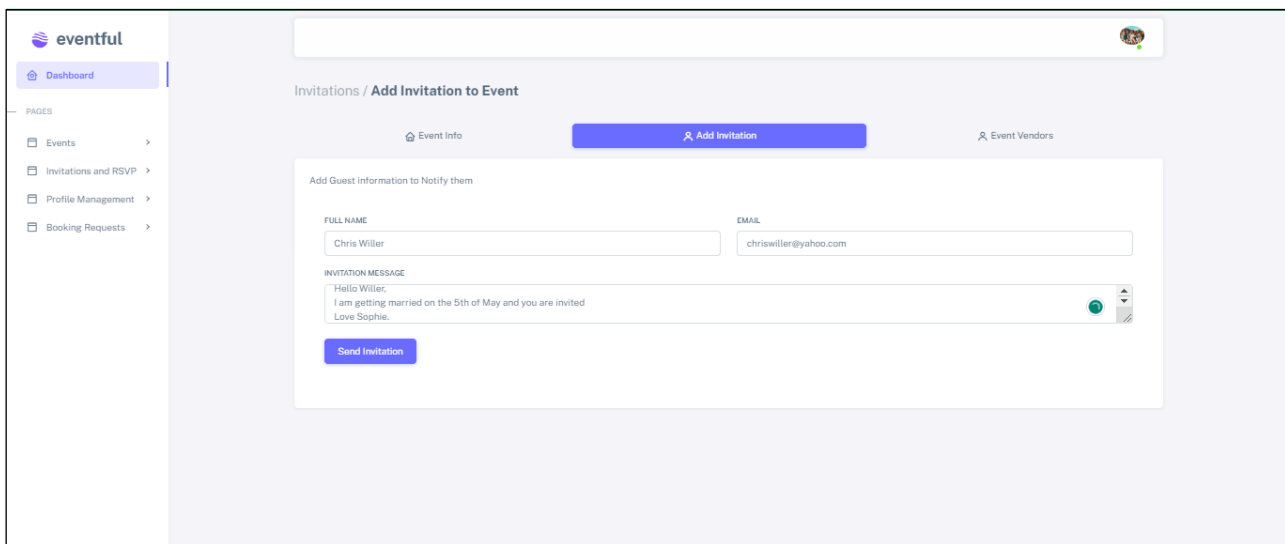 eventful
Dashboard
PAGES
Events
Invitations and RSVP
Profile Management
Booking Requests
Invitations / Add Invitation to Event
Event Info
Add Invitation
Event Vendors
Add Guest information to Notify them
FULL NAME
EMAIL
Chris Willer
chriswiller@yahoo.com
INVITATION MESSAGE
Hello Willer,
I am getting married on the 5th of May and you are invited
Love Sophie.
Send Invitation